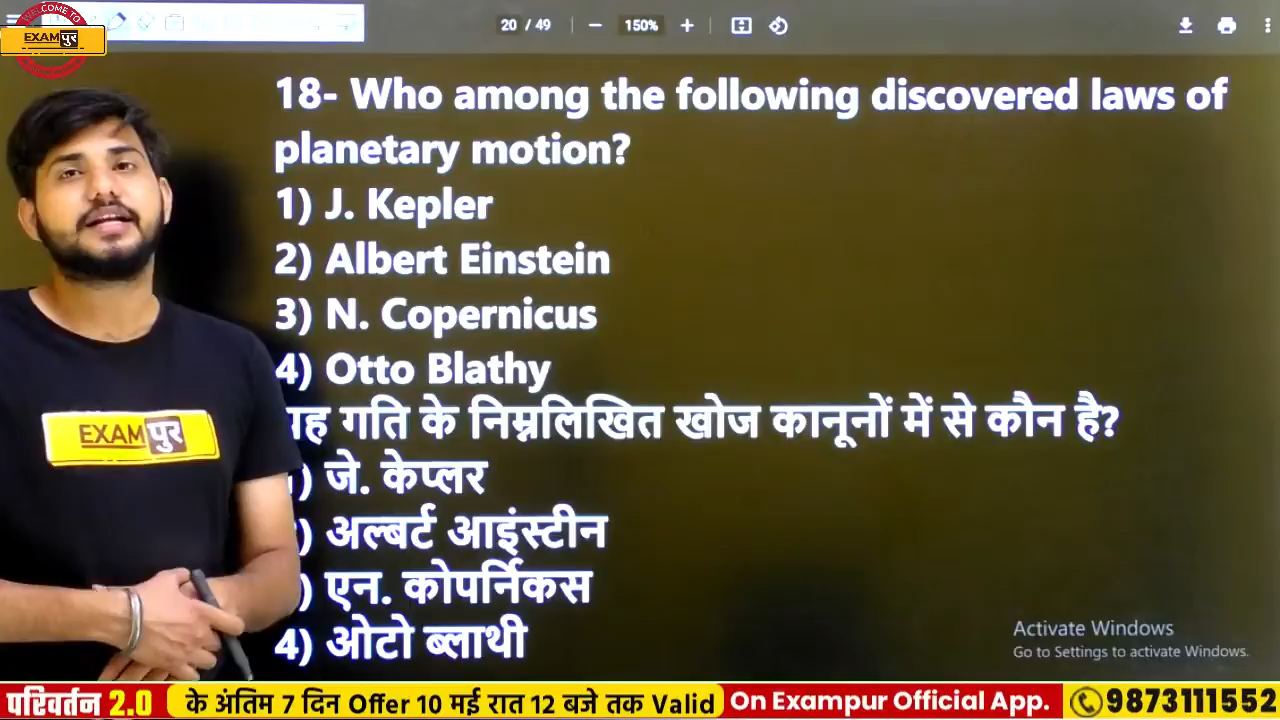 WELCOME TO
EXAMपुर
20 / 49
150%
18- Who among the following discovered laws of
planetary motion?
1) J. Kepler
2) Albert Einstein
3) N. Copernicus
4) Otto Blathy
गति के निम्नलिखित खोज कानूनों में से कौन है?
) जे. केप्लर
) अल्बर्ट आइंस्टीन
) एन. कोपर्निकस
4) ओटो ब्लाथी
EXAMपुर
Activate Windows
Go to Settings to activate Windows.
परिवर्तन 2.0 के अंतिम 7 दिन Offer 10 मई रात 12 बजे तक Valid On Exampur Official App. 9873111552